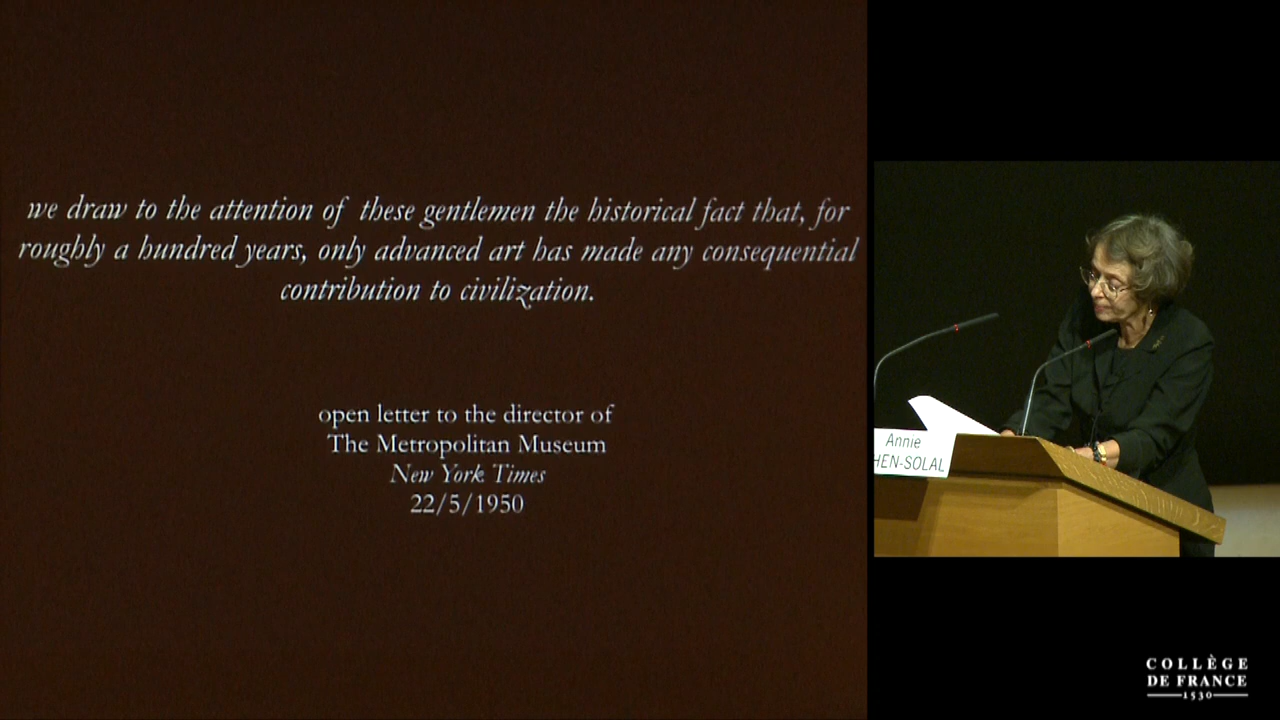 we draw to the attention of these gentlemen the historical fact that, for
roughly a hundred years, only advanced art has made any consequential
contribution to civilization.
open letter to the director of
The Metropolitan Museum
New York Times
22/5/1950
Annie
HEN-SOLAL
COLLÈGE
DE FRANCE
1530